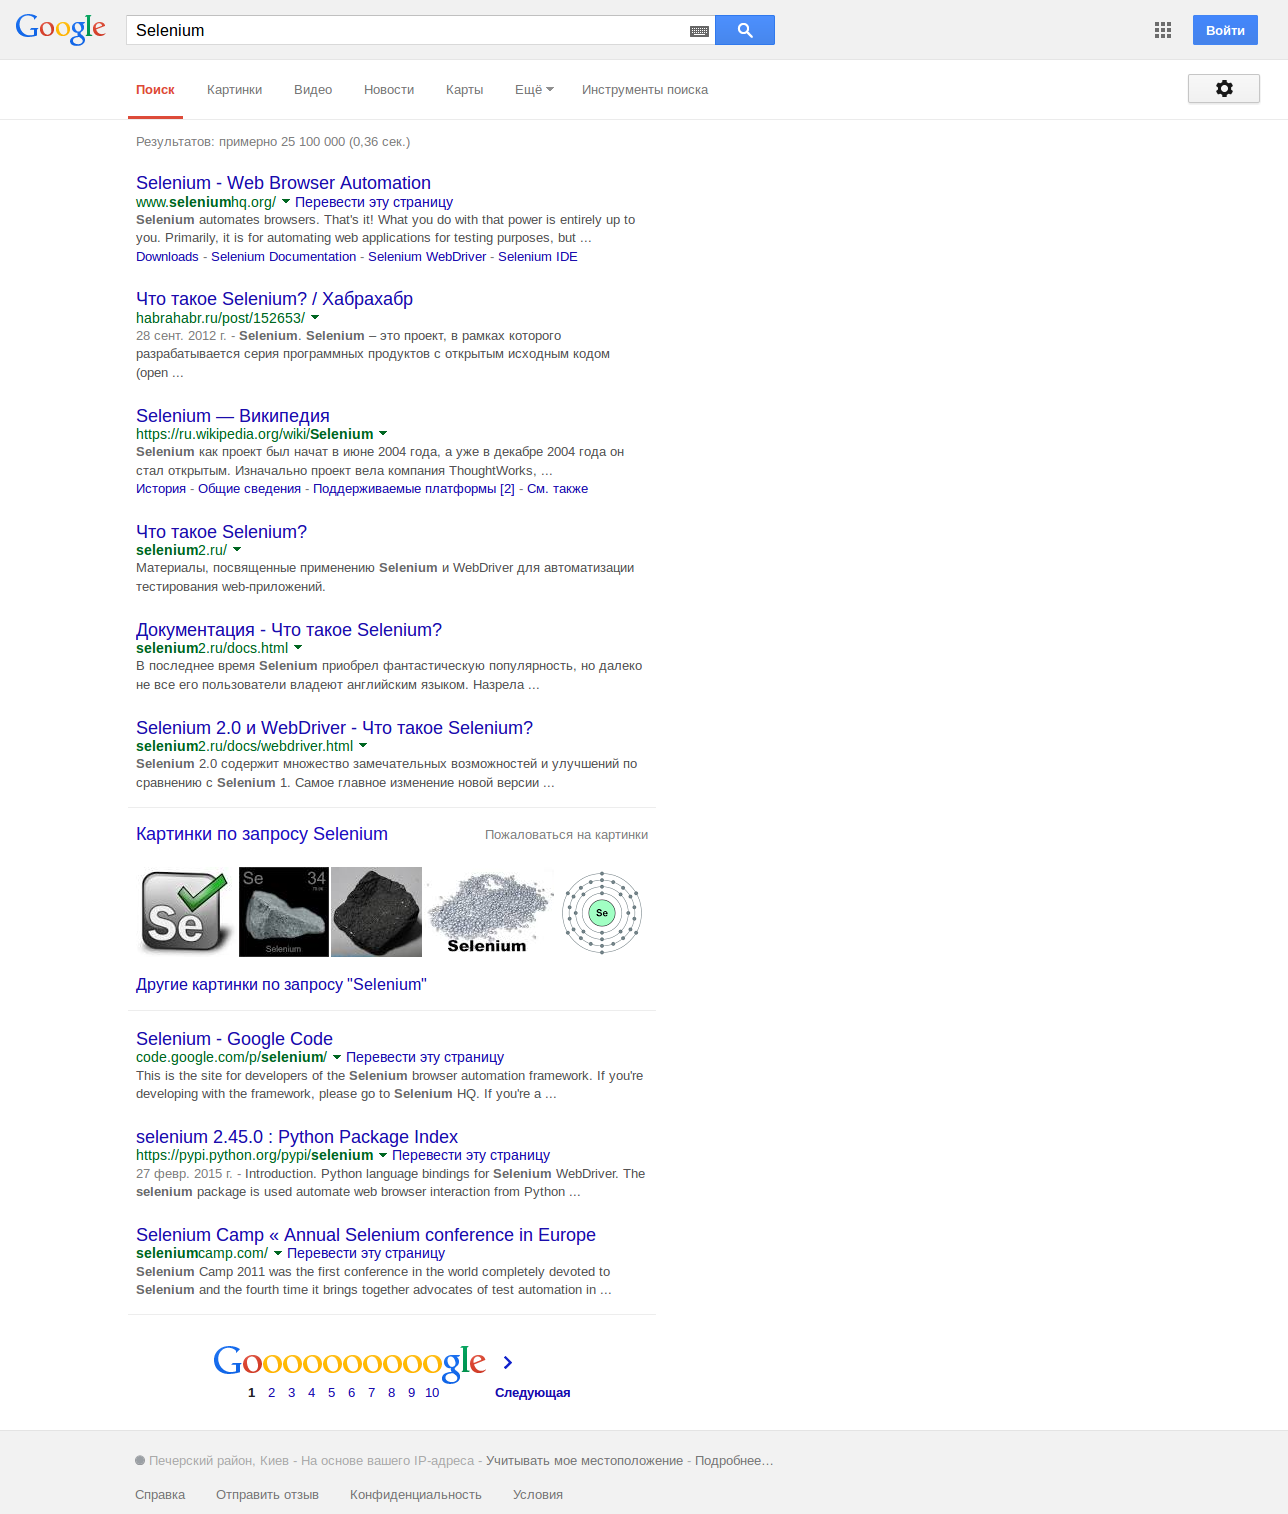 Google
Selenium
Войти
Поиск Картинки Видео Новости Карты Ещё Инструменты поиска
Результатов: примерно 25 100 000 (0,36 сек.)
Selenium - Web Browser Automation
www.seleniumhq.org/ Перевести эту страницу
Selenium automates browsers. That's it! What you do with that power is entirely up to
you. Primarily, it is for automating web applications for testing purposes, but ...
Downloads - Selenium Documentation - Selenium WebDriver - Selenium IDE
Что такое Selenium? / Хабрахабр
habrahabr.ru/post/152653/
28 сент. 2012 г. - Selenium. Selenium – это проект, в рамках которого
разрабатывается серия программных продуктов с открытым исходным кодом
(open ...
Selenium — Википедия
https://ru.wikipedia.org/wiki/Selenium
Selenium как проект был начат в июне 2004 года, а уже в декабре 2004 года он
стал открытым. Изначально проект вела компания ThoughtWorks, ...
История - Общие сведения - Поддерживаемые платформы [2] - См. также
Что такое Selenium?
selenium2.ru/
Материалы, посвященные применению Selenium и WebDriver для автоматизации
тестирования web-приложений.
Документация - Что такое Selenium?
selenium2.ru/docs.html
В последнее время Selenium приобрел фантастическую популярность, но далеко
не все его пользователи владеют английским языком. Назрела ...
Selenium 2.0 и WebDriver - Что такое Selenium?
selenium2.ru/docs/webdriver.html
Selenium 2.0 содержит множество замечательных возможностей и улучшений по
сравнению с Selenium 1. Самое главное изменение новой версии ...
Картинки по запросу Selenium Пожаловаться на картинки
Se
Se 34
Selenium
Selenium
Se
Другие картинки по запросу "Selenium"
Selenium - Google Code
code.google.com/p/selenium/ Перевести эту страницу
This is the site for developers of the Selenium browser automation framework. If you're
developing with the framework, please go to Selenium HQ. If you're a ...
selenium 2.45.0 : Python Package Index
https://pypi.python.org/pypi/selenium Перевести эту страницу
27 февр. 2015 г. - Introduction. Python language bindings for Selenium WebDriver. The
selenium package is used automate web browser interaction from Python ...
Selenium Camp « Annual Selenium conference in Europe
seleniumcamp.com/ Перевести эту страницу
Selenium Camp 2011 was the first conference in the world completely devoted to
Selenium and the fourth time it brings together advocates of test automation in ...
Goooooooooogle
1 2 3 4 5 6 7 8 9 10 Следующая
Печерский район, Киев - На основе вашего IP-адреса - Учитывать мое местоположение - Подробнее…
Справка Отправить отзыв Конфиденциальность Условия